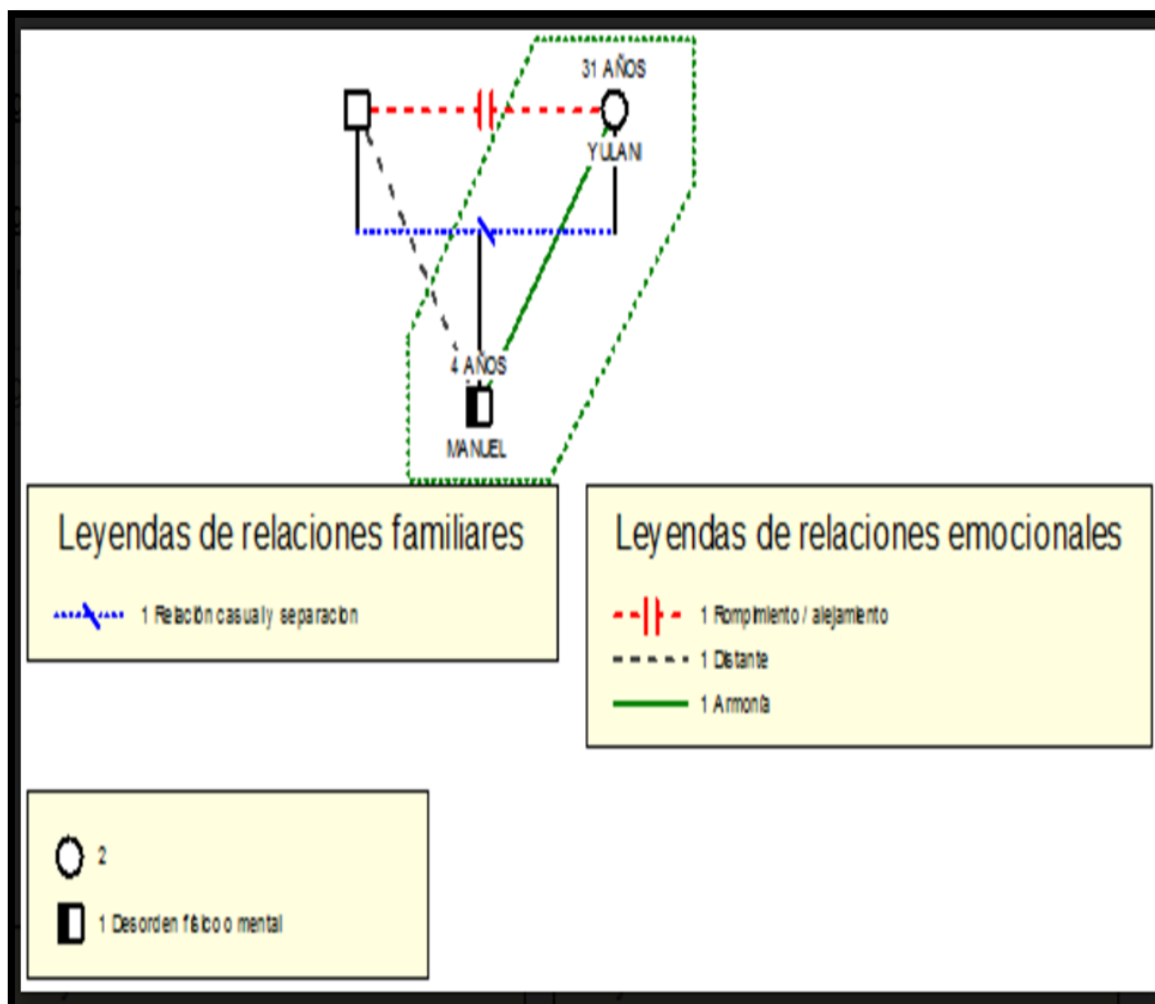 31 AÑOS
YULANI
4 AÑOS
MANUEL
Leyendas de relaciones familiares
1 Relación casual y separacion
Leyendas de relaciones emocionales
1 Rompimiento / alejamiento
1 Distante
1 Armonía
2
1 Desorden físico o mental